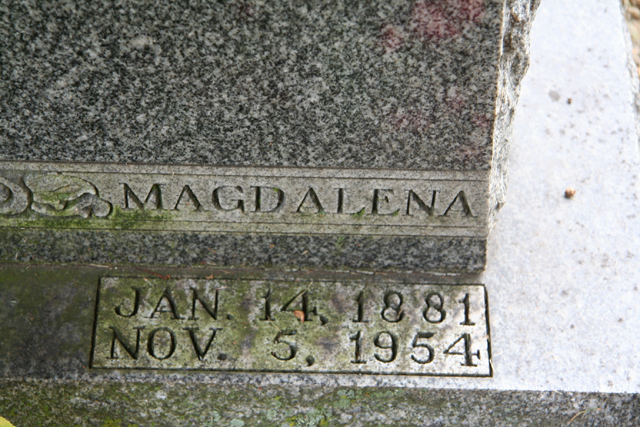 MAGDALENA
JAN. 14, 1881
NOV. 5, 1954